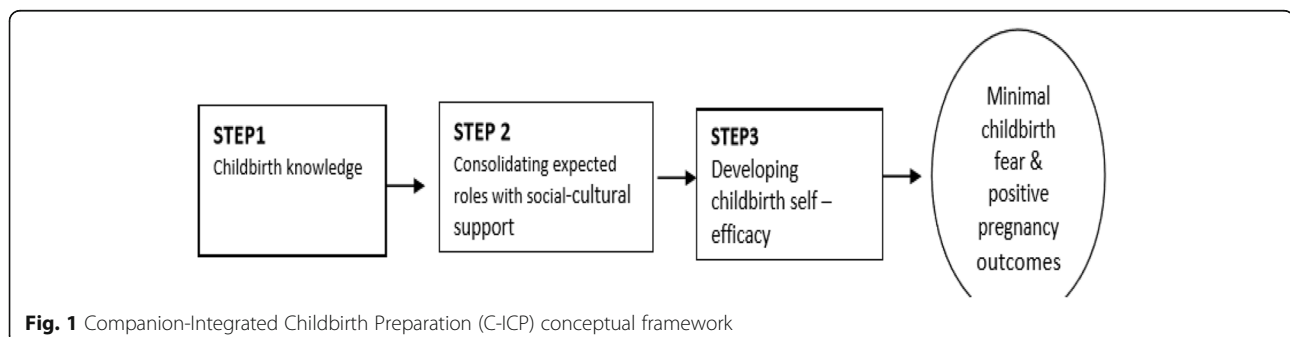 STEP1
Childbirth knowledge
STEP 2
Consolidating expected
roles with social-cultural
support
STEP3
Developing
childbirth self –
efficacy
Minimal
childbirth
fear &
positive
pregnancy
outcomes
Fig. 1 Companion-Integrated Childbirth Preparation (C-ICP) conceptual framework